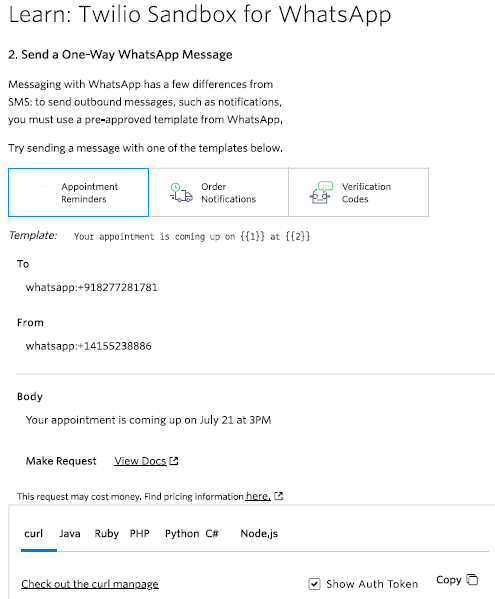 Learn: Twilio Sandbox for WhatsApp
2. Send a One-Way WhatsApp Message
Messaging with WhatsApp has a few differences from
SMS: to send outbound messages, such as notifications,
you must use a pre-approved template from WhatsApp.
Try sending a message with one of the templates below.
Appointment Reminders
Order Notifications
Verification Codes
Template: Your appointment is coming up on {{1}} at {{2}}
To
whatsapp:+918277281781
From
whatsapp:+14155238886
Body
Your appointment is coming up on July 21 at 3PM
Make Request View Docs
This request may cost money. Find pricing information here.
curl Java Ruby PHP Python C# Node.js
Check out the curl manpage Show Auth Token Copy